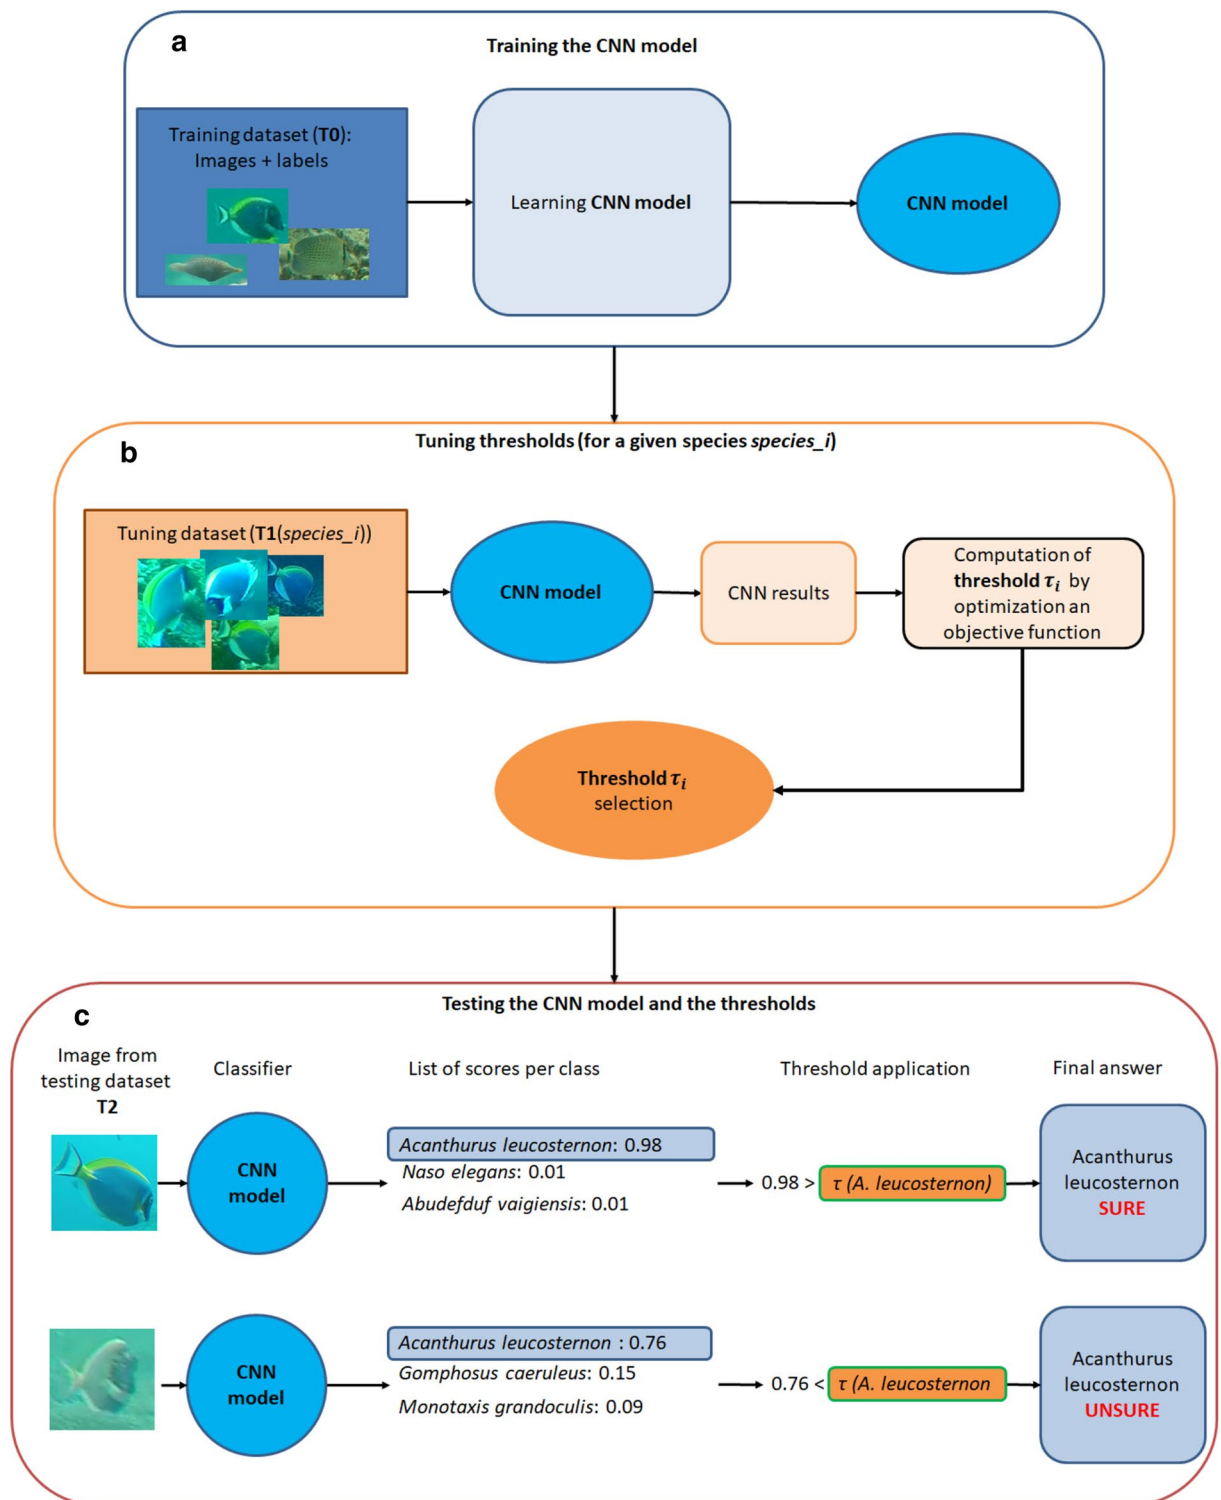 a
Training the CNN model
Training dataset (T0):
Images + labels
Learning CNN model
CNN model
b
Tuning thresholds (for a given species species_i)
Tuning dataset (T1(species_i))
CNN model
CNN results
Computation of
threshold τi by
optimization an
objective function
Threshold τi
selection
c
Testing the CNN model and the thresholds
Image from
testing dataset
T2
Classifier
List of scores per class
Threshold application
Final answer
CNN
model
Acanthurus leucosternon: 0.98
Naso elegans: 0.01
Abudefduf vaigiensis: 0.01
0.98 > τ (A. leucosternon)
Acanthurus
leucosternon
SURE
CNN
model
Acanthurus leucosternon : 0.76
Gomphosus caeruleus: 0.15
Monotaxis grandoculis: 0.09
0.76 < τ (A. leucosternon
Acanthurus
leucosternon
UNSURE